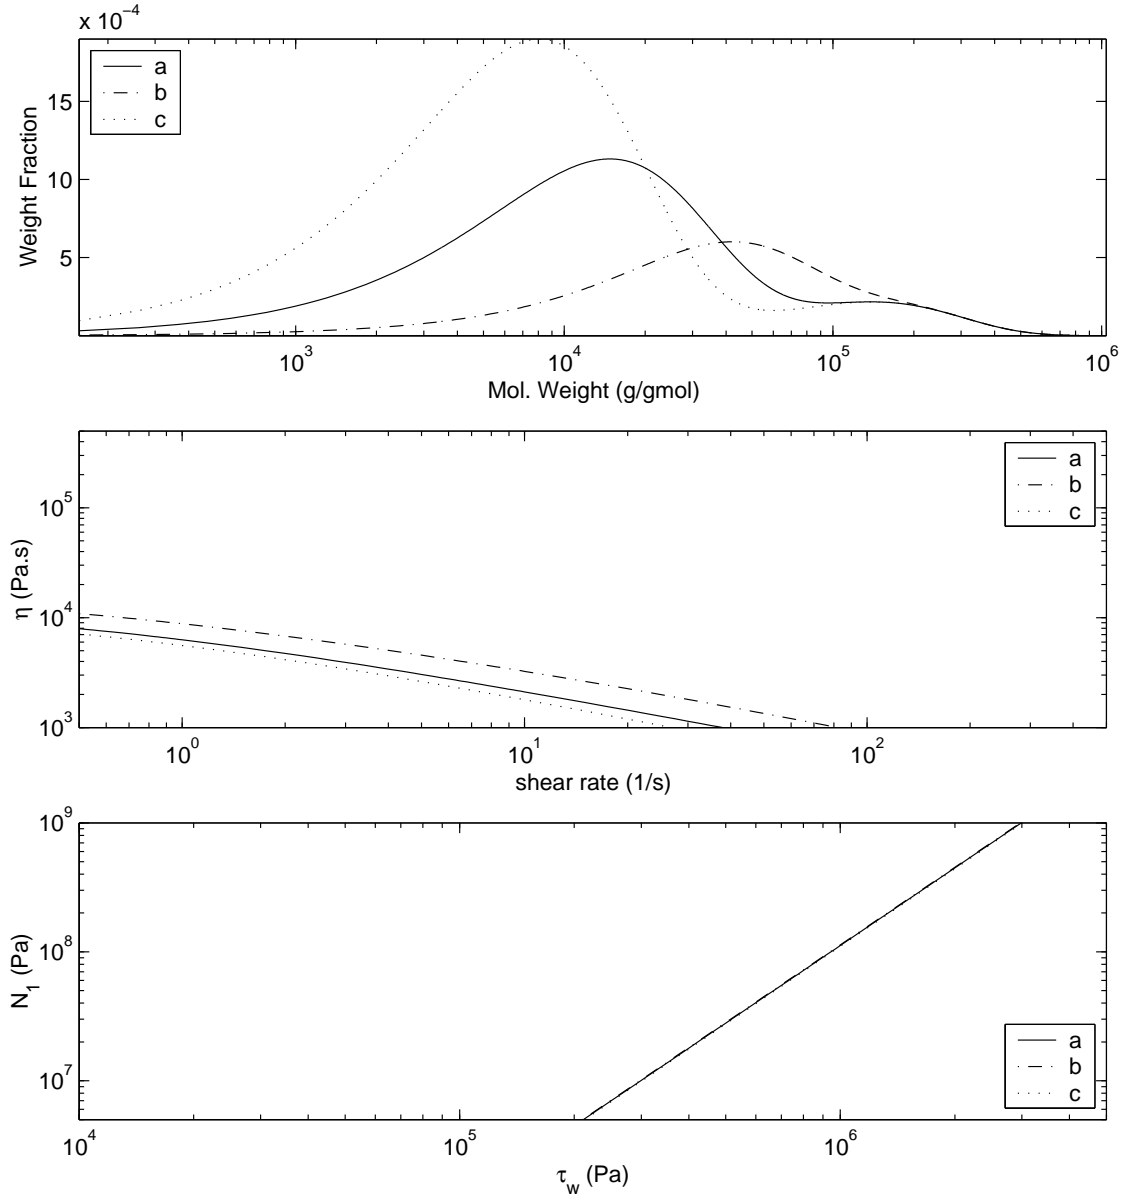 x 10^-4
15
10
5
Weight Fraction
a
b
c
10^3
10^4
10^5
10^6
Mol. Weight (g/gmol)
10^5
10^4
10^3
η (Pa.s)
a
b
c
10^0
10^1
10^2
shear rate (1/s)
10^9
10^8
10^7
N_1 (Pa)
a
b
c
10^4
10^5
10^6
τ_w (Pa)